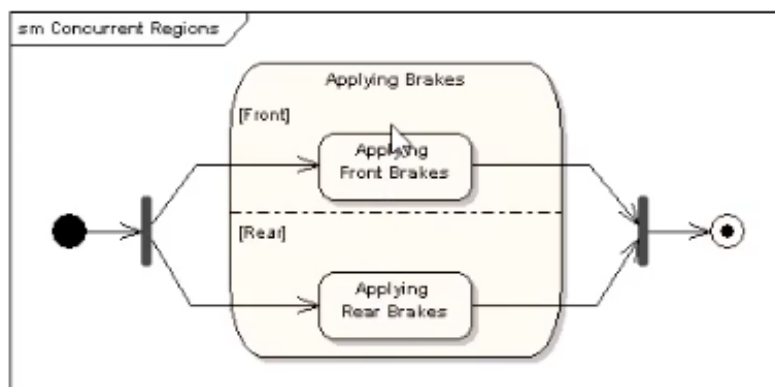 sm Concurrent Regions
Applying Brakes
[Front]
Applying
Front Brakes
[Rear]
Applying
Rear Brakes